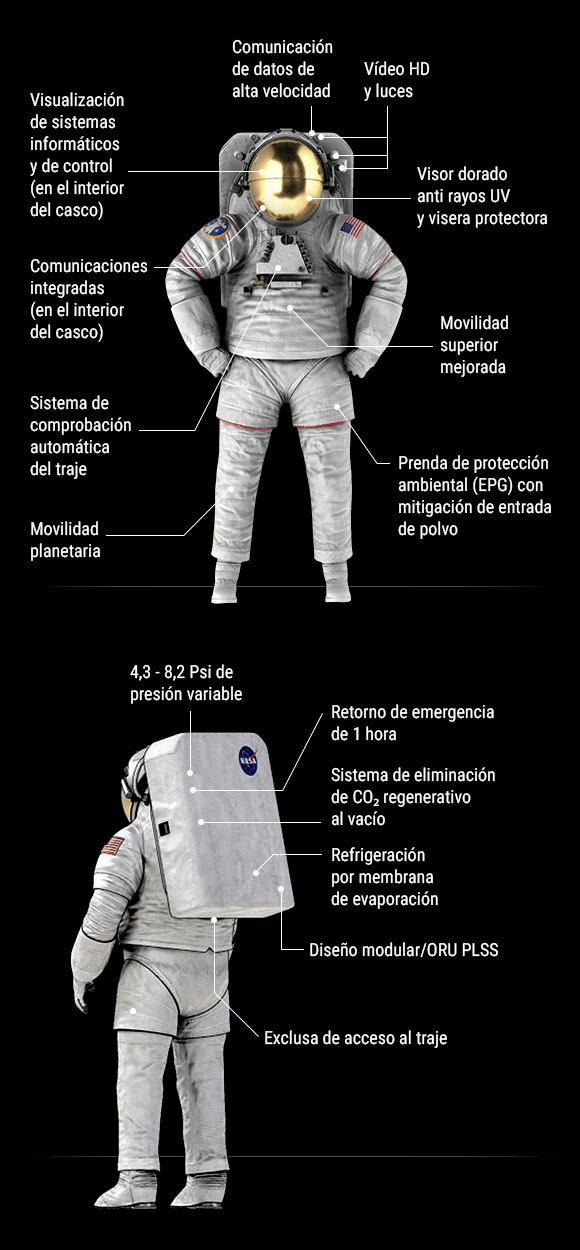 Comunicación
de datos de
alta velocidad
Vídeo HD
y luces
Visualización
de sistemas
informáticos
y de control
(en el interior
del casco)
Visor dorado
anti rayos UV
y visera protectora
Comunicaciones
integradas
(en el interior
del casco)
Movilidad
superior
mejorada
Sistema de
comprobación
automática
del traje
Prenda de protección
ambiental (EPG) con
mitigación de entrada
de polvo
Movilidad
planetaria
4,3 - 8,2 Psi de
presión variable
Retorno de emergencia
de 1 hora
NASA
Sistema de eliminación
de CO₂ regenerativo
al vacío
Refrigeración
por membrana
de evaporación
Diseño modular/ORU PLSS
Exclusa de acceso al traje